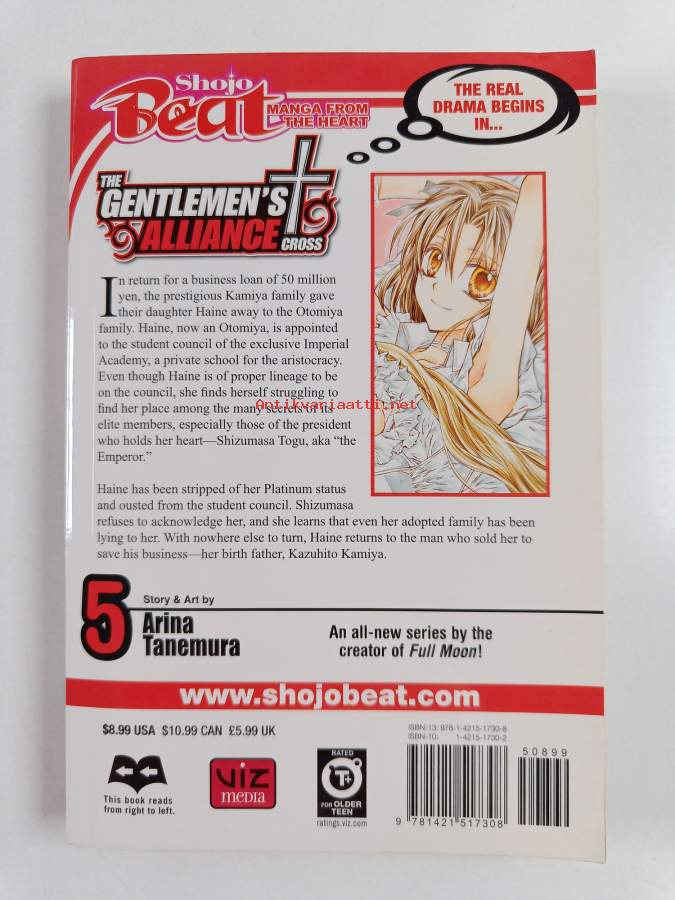 Shojo
Beat
MANGA FROM
THE HEART
THE REAL
DRAMA BEGINS
IN...
THE
GENTLEMEN'S
ALLIANCE
CROSS
In return for a business loan of 50 million
yen, the prestigious Kamiya family gave
their daughter Haine away to the Otomiya
family. Haine, now an Otomiya, is appointed
to the student council of the exclusive Imperial
Academy, a private school for the aristocracy.
Even though Haine is of proper lineage to be
on the council, she finds herself struggling to
find her place among the many secrets of its
elite members, especially those of the president
who holds her heart—Shizumasa Togu, aka “the
Emperor.”
Antikvariaatti.net
Haine has been stripped of her Platinum status
and ousted from the student council. Shizumasa
refuses to acknowledge her, and she learns that even her adopted family has been
lying to her. With nowhere else to turn, Haine returns to the man who sold her to
save his business—her birth father, Kazuhito Kamiya.
5
Story & Art by
Arina
Tanemura
An all-new series by the
creator of Full Moon!
www.shojobeat.com
$8.99 USA $10.99 CAN £5.99 UK
ISBN-13: 978-1-4215-1730-8
ISBN-10: 1-4215-1730-2
50899
9 781421 517308
This book reads
from right to left.
VIZ
MEDIA
RATED
T+
FOR OLDER
TEEN
ratings.viz.com